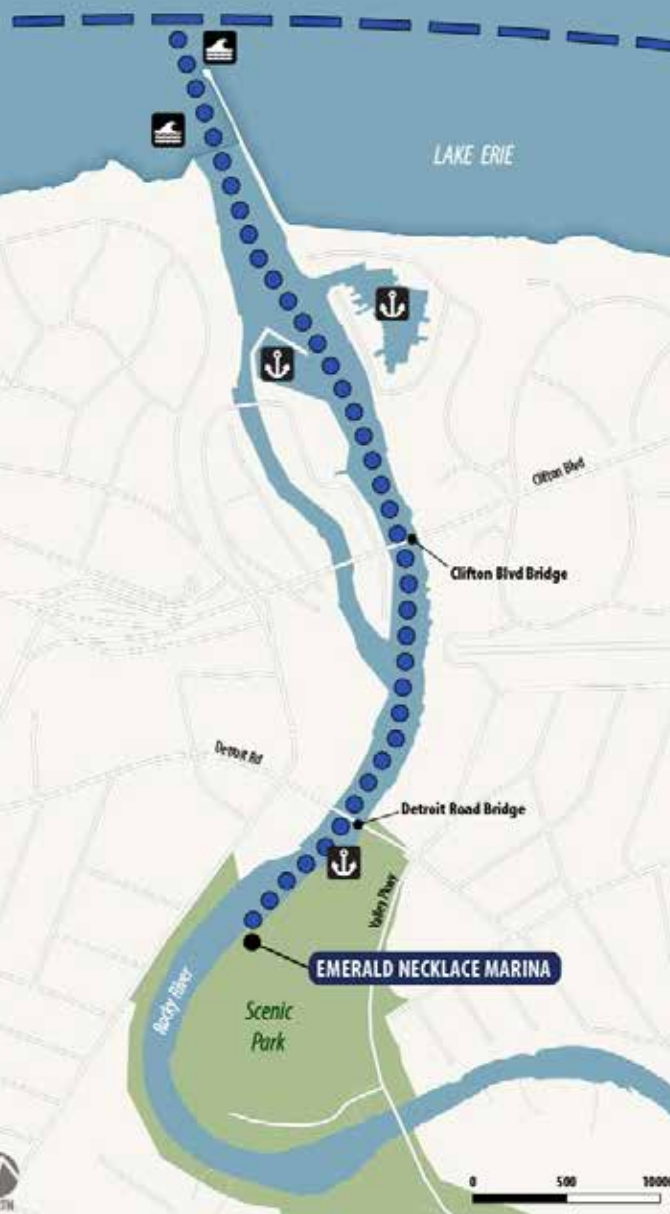 LAKE ERIE
Clifton Blvd
Clifton Blvd Bridge
Detroit Rd
Detroit Road Bridge
Valley Pkwy
EMERALD NECKLACE MARINA
Rocky River
Scenic
Park
0 500 1000